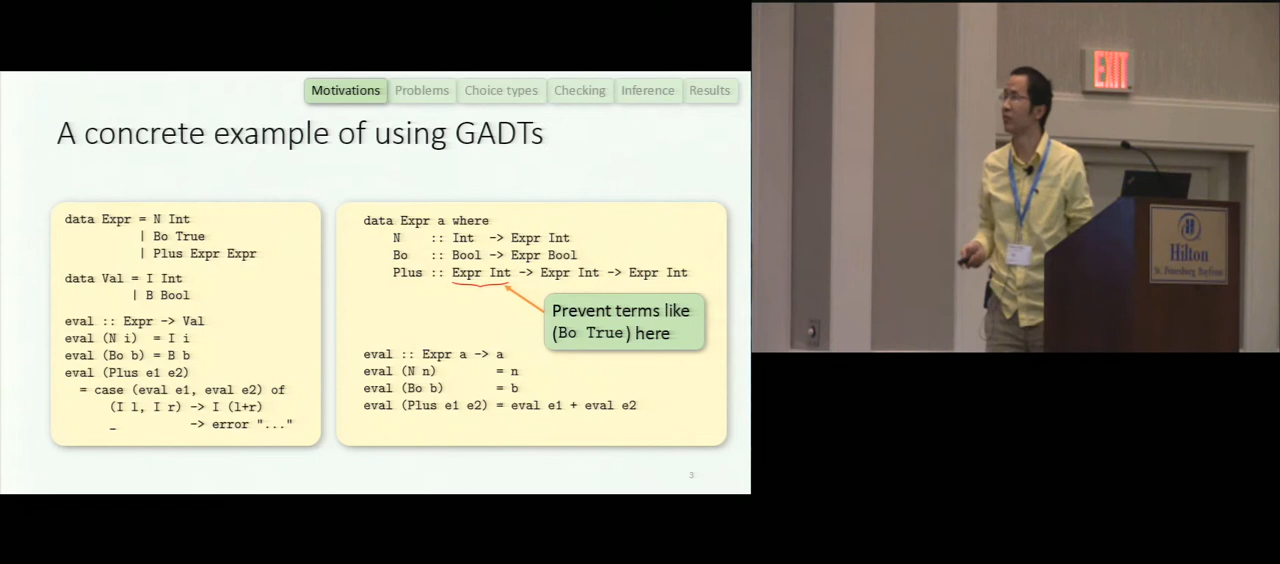 Motivations Problems Choice types Checking Inference Results
A concrete example of using GADTs
data Expr = N Int
| Bo True
| Plus Expr Expr
data Val = I Int
| B Bool
eval :: Expr -> Val
eval (N i) = I i
eval (Bo b) = B b
eval (Plus e1 e2)
= case (eval e1, eval e2) of
(I l, I r) -> I (l+r)
_ -> error "..."
data Expr a where
N :: Int -> Expr Int
Bo :: Bool -> Expr Bool
Plus :: Expr Int -> Expr Int -> Expr Int
Prevent terms like
(Bo True) here
eval :: Expr a -> a
eval (N n) = n
eval (Bo b) = b
eval (Plus e1 e2) = eval e1 + eval e2
3
EXIT
Hilton
St. Petersburg Bayfront